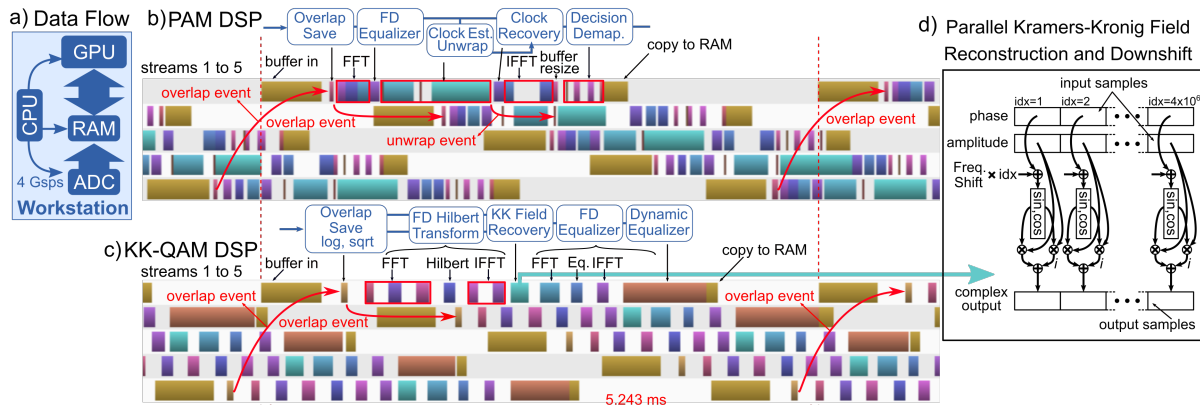 a) Data Flow
GPU
CPU
RAM
4 Gsps
ADC
Workstation
b) PAM DSP
Overlap
Save
FD
Equalizer
Clock Est.
Unwrap
Clock
Recovery
Decision
Demap.
copy to RAM
buffer in
FFT
IFFT
buffer
resize
streams 1 to 5
overlap event
overlap event
unwrap event
overlap event
c) KK-QAM DSP
Overlap
Save
log, sqrt
FD Hilbert
Transform
KK Field
Recovery
FD
Equalizer
Dynamic
Equalizer
copy to RAM
streams 1 to 5
buffer in
FFT
Hilbert
IFFT
FFT
Eq.
IFFT
overlap event
overlap event
overlap event
5.243 ms
d) Parallel Kramers-Kronig Field
Reconstruction and Downshift
input samples
idx=1
idx=2
idx=4x10⁶
phase
amplitude
Freq.
Shift
× idx
sin,cos
sin,cos
sin,cos
i
i
i
complex
output
output samples